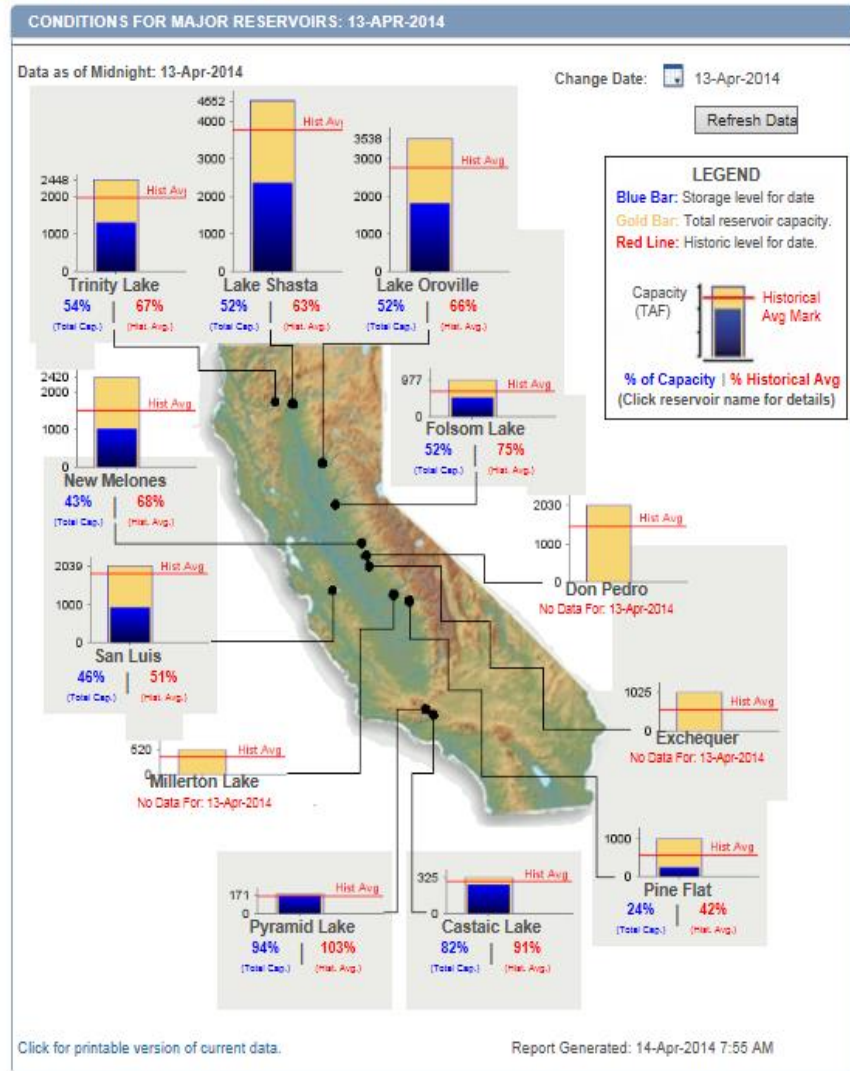 CONDITIONS FOR MAJOR RESERVOIRS: 13-APR-2014
Data as of Midnight: 13-Apr-2014
Change Date: 13-Apr-2014
Refresh Data
LEGEND
Blue Bar: Storage level for date
Gold Bar: Total reservoir capacity.
Red Line: Historic level for date.
Capacity
(TAF)
Historical
Avg Mark
% of Capacity | % Historical Avg
(Click reservoir name for details)
2448
2000
1000
0
Hist Avg
Trinity Lake
54% | 67%
(Total Cap.) (Hist. Avg.)
4552
4000
3000
2000
1000
0
Hist Avg
Lake Shasta
52% | 63%
(Total Cap.) (Hist. Avg.)
3538
3000
2000
1000
0
Hist Avg
Lake Oroville
52% | 66%
(Total Cap.) (Hist. Avg.)
2420
2000
1000
0
Hist Avg
New Melones
43% | 68%
(Total Cap.) (Hist. Avg.)
977
0
Hist Avg
Folsom Lake
52% | 75%
(Total Cap.) (Hist. Avg.)
2030
1000
0
Hist Avg
Don Pedro
No Data For: 13-Apr-2014
2039
1000
0
Hist Avg
San Luis
46% | 51%
(Total Cap.) (Hist. Avg.)
1025
0
Hist Avg
Exchequer
No Data For: 13-Apr-2014
520
0
Hist Avg
Millerton Lake
No Data For: 13-Apr-2014
1000
0
Hist Avg
Pine Flat
24% | 42%
(Total Cap.) (Hist. Avg.)
171
0
Hist Avg
Pyramid Lake
94% | 103%
(Total Cap.) (Hist. Avg.)
325
0
Hist Avg
Castaic Lake
82% | 91%
(Total Cap.) (Hist. Avg.)
Click for printable version of current data.
Report Generated: 14-Apr-2014 7:55 AM